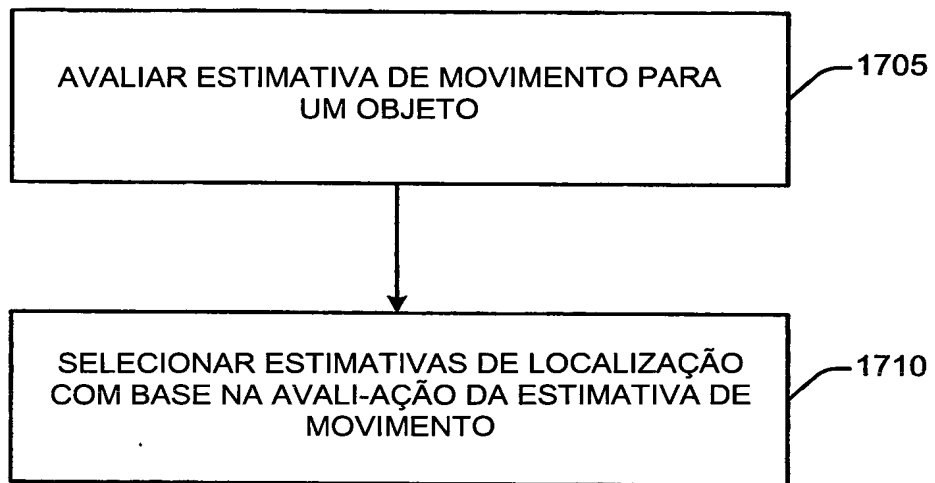 AVALIAR ESTIMATIVA DE MOVIMENTO PARA
UM OBJETO
1705
SELECIONAR ESTIMATIVAS DE LOCALIZAÇÃO
COM BASE NA AVALI-AÇÃO DA ESTIMATIVA DE
MOVIMENTO
1710